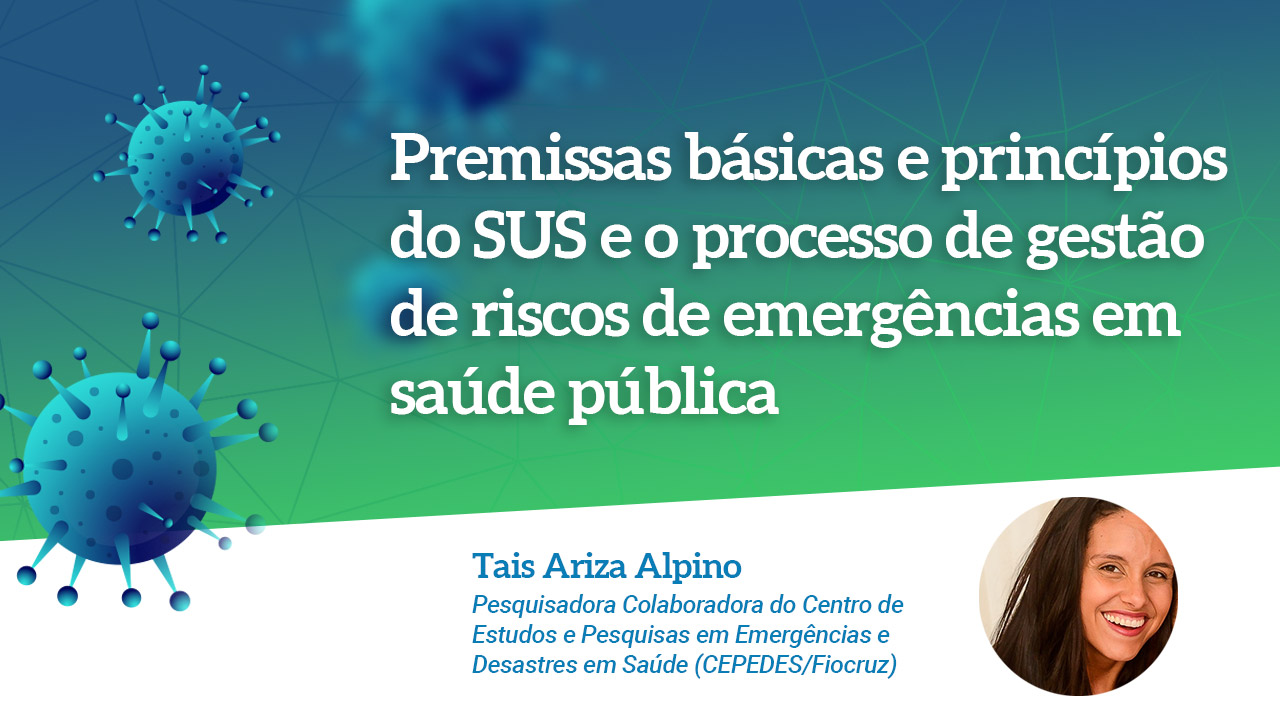 Premissas básicas e princípios
do SUS e o processo de gestão
de riscos de emergências em
saúde pública
Tais Ariza Alpino
Pesquisadora Colaboradora do Centro de
Estudos e Pesquisas em Emergências e
Desastres em Saúde (CEPEDES/Fiocruz)